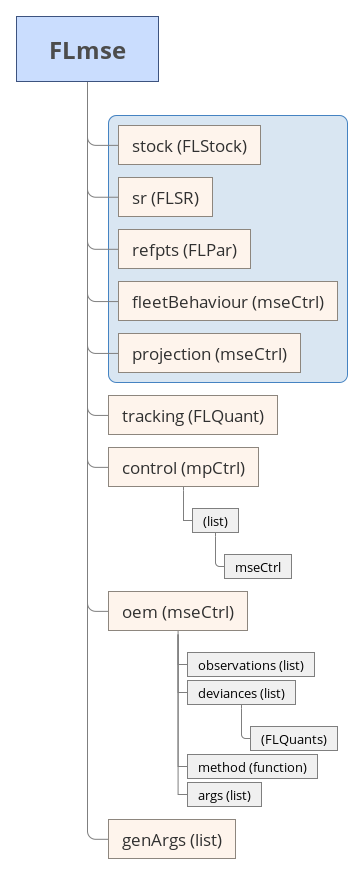 FLmse
stock (FLStock)
sr (FLSR)
refpts (FLPar)
fleetBehaviour (mseCtrl)
projection (mseCtrl)
tracking (FLQuant)
control (mpCtrl)
(list)
mseCtrl
oem (mseCtrl)
observations (list)
deviances (list)
(FLQuants)
method (function)
args (list)
genArgs (list)